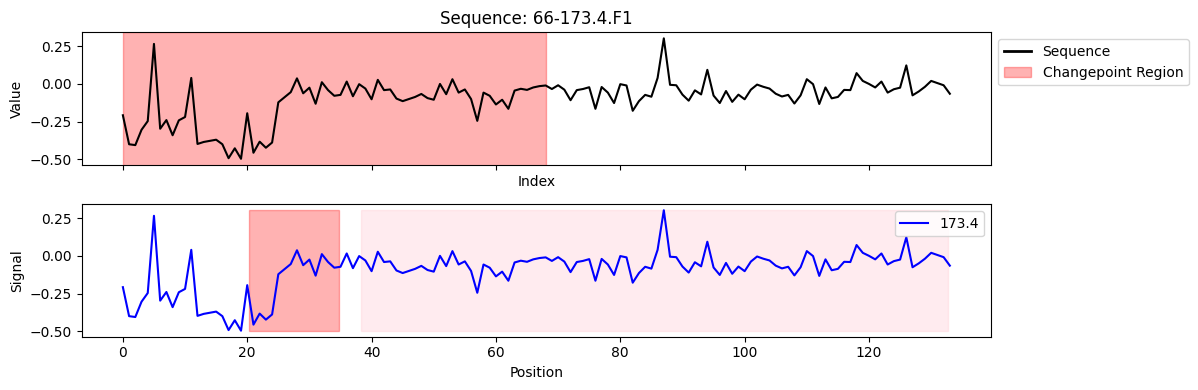 Sequence: 66-173.4.F1
Value
0.25
0.00
−0.25
−0.50
Index
Sequence
Changepoint Region
Signal
0.25
0.00
−0.25
−0.50
173.4
0 20 40 60 80 100 120
Position